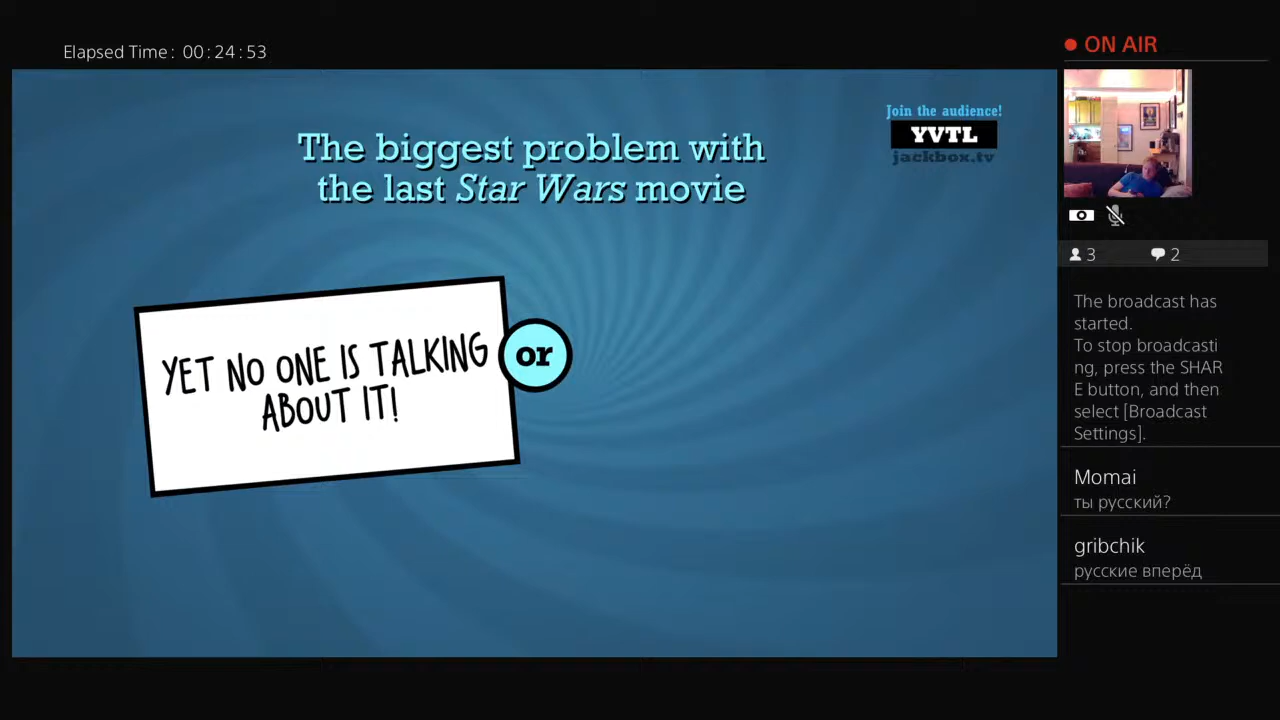 Elapsed Time: 00:24:53
ON AIR
The biggest problem with
the last Star Wars movie
Join the audience!
YVTL
jackbox.tv
YET NO ONE IS TALKING
ABOUT IT!
or
3
2
The broadcast has
started.
To stop broadcasti
ng, press the SHAR
E button, and then
select [Broadcast
Settings].
Momai
ты русский?
gribchik
русские вперёд